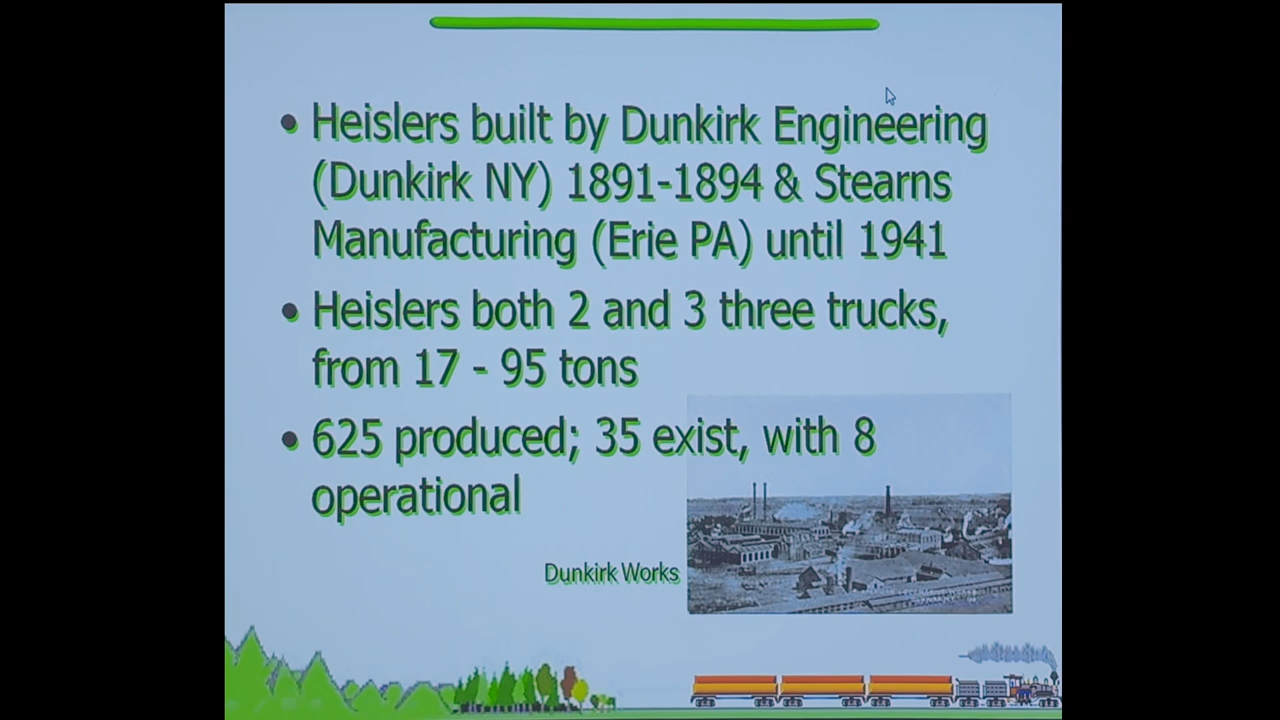 • Heislers built by Dunkirk Engineering
(Dunkirk NY) 1891-1894 & Stearns
Manufacturing (Erie PA) until 1941
• Heislers both 2 and 3 three trucks,
from 17 - 95 tons
• 625 produced; 35 exist, with 8
operational
Dunkirk Works